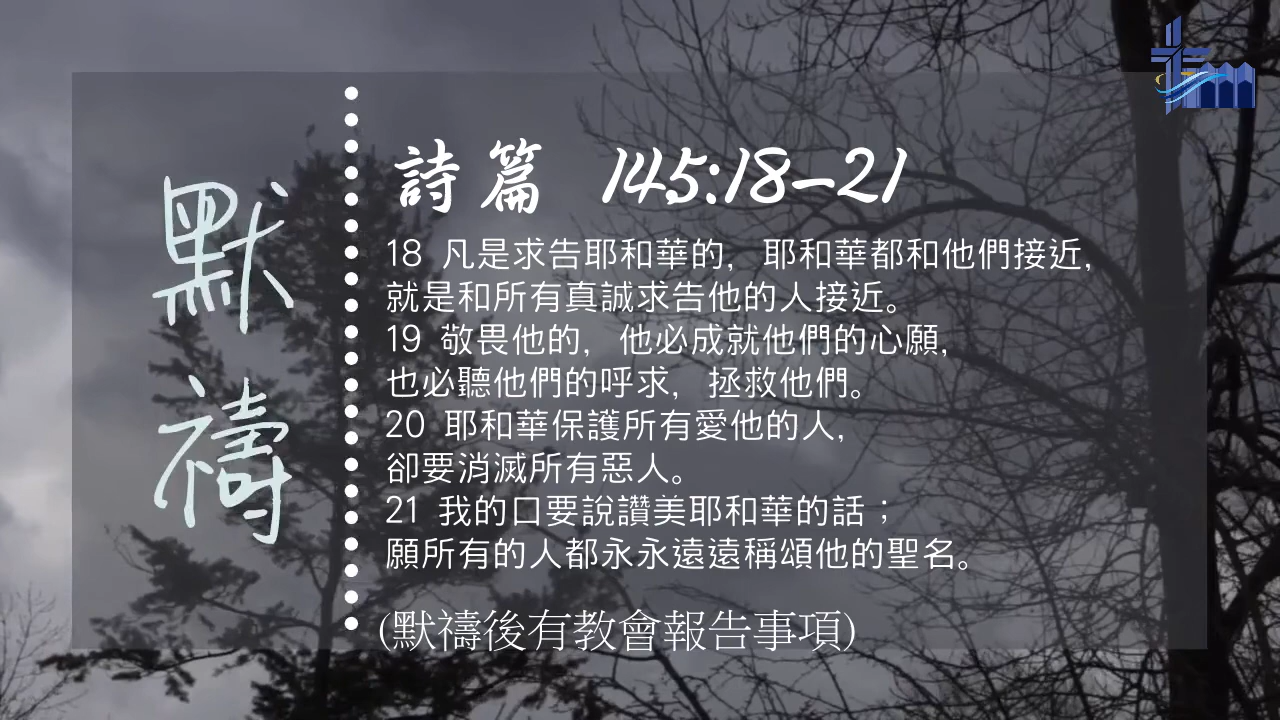 默禱
詩篇 145:18-21
18 凡是求告耶和華的，耶和華都和他們接近，
就是和所有真誠求告他的人接近。
19 敬畏他的，他必成就他們的心願，
也必聽他們的呼求，拯救他們。
20 耶和華保護所有愛他的人，
卻要消滅所有惡人。
21 我的口要說讚美耶和華的話；
願所有的人都永永遠遠稱頌他的聖名。
(默禱後有教會報告事項)